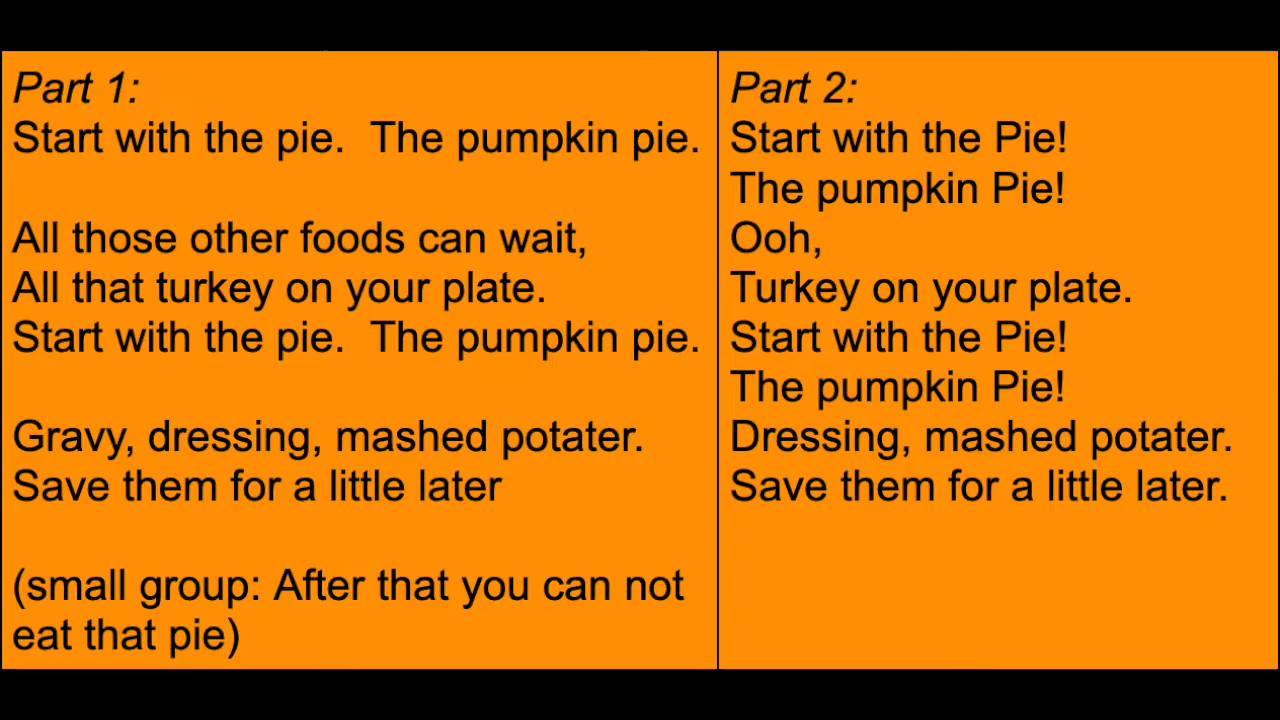 Part 1:
Start with the pie.  The pumpkin pie.
All those other foods can wait,
All that turkey on your plate.
Start with the pie.  The pumpkin pie.
Gravy, dressing, mashed potater.
Save them for a little later
(small group: After that you can not
eat that pie)
Part 2:
Start with the Pie!
The pumpkin Pie!
Ooh,
Turkey on your plate.
Start with the Pie!
The pumpkin Pie!
Dressing, mashed potater.
Save them for a little later.